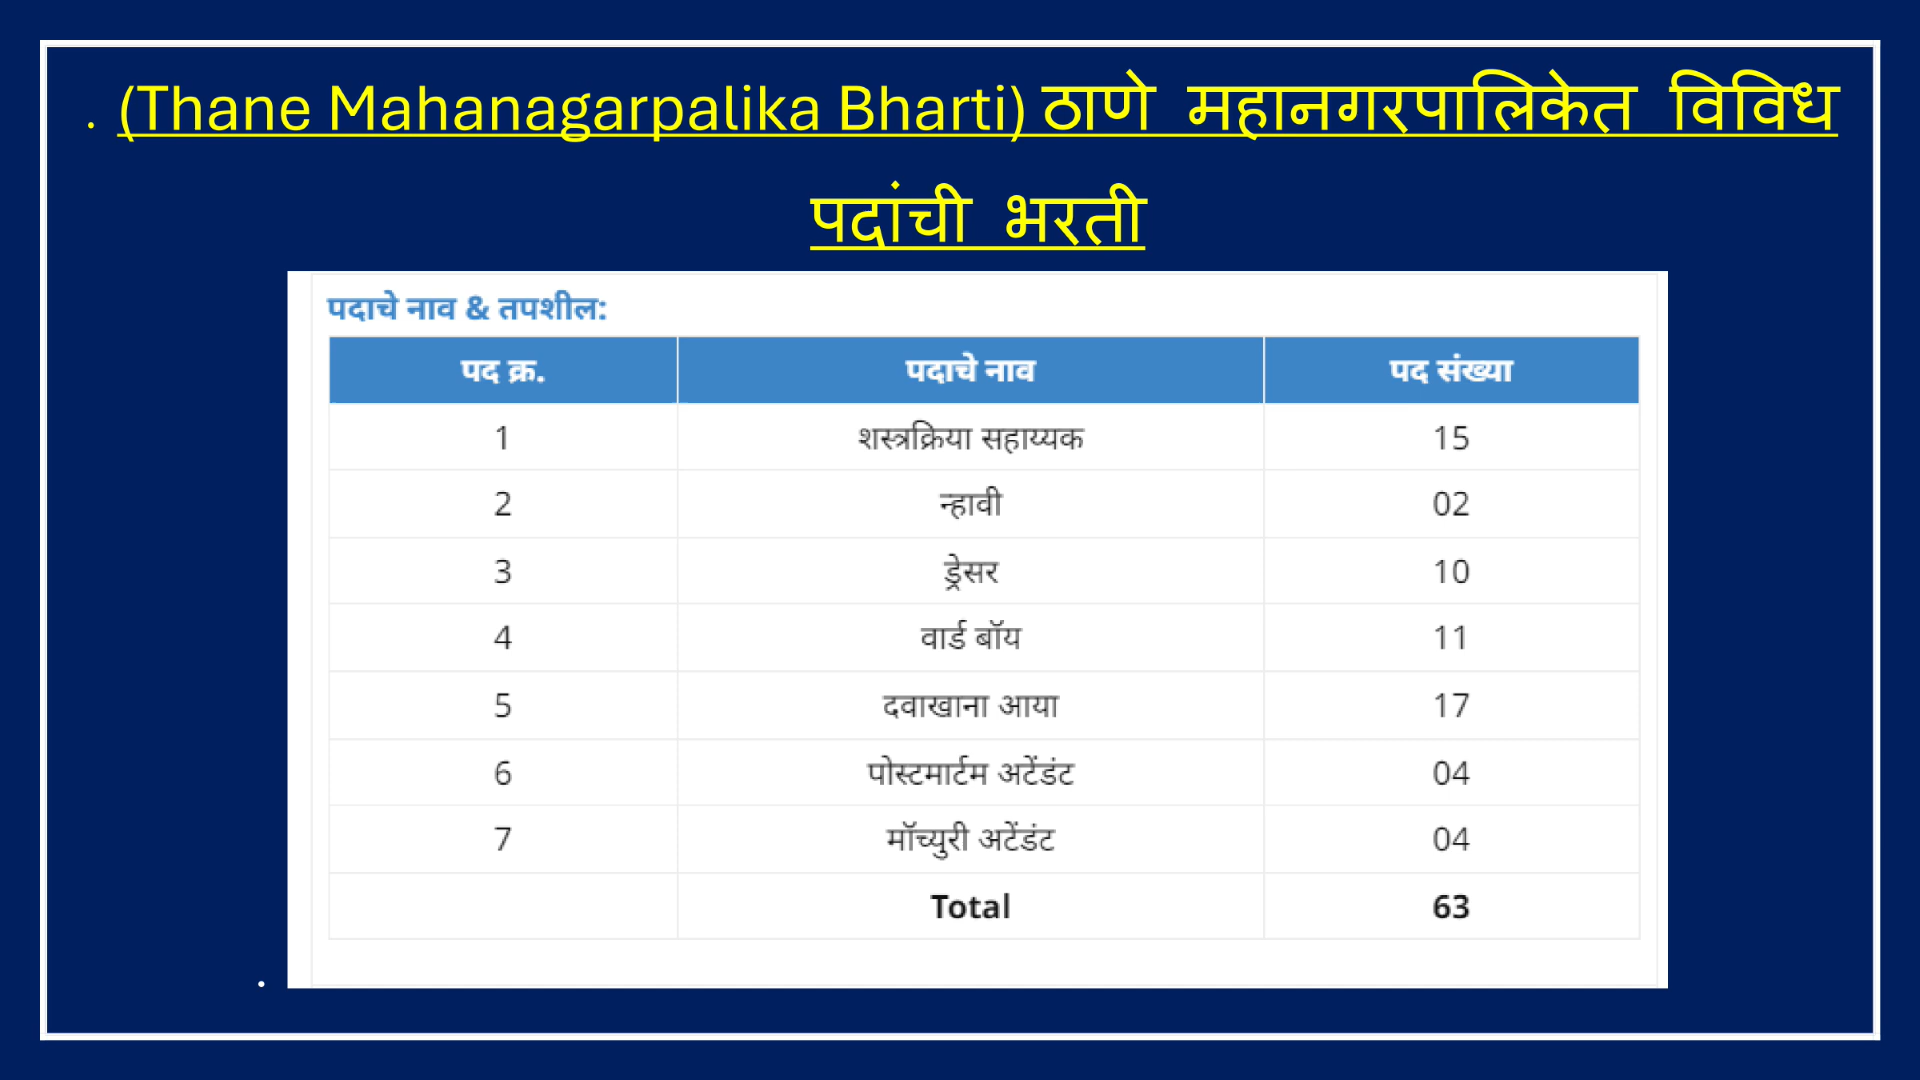 . (Thane Mahanagarpalika Bharti) ठाणे महानगरपालिकेत विविध
पदांची भरती
पदाचे नाव & तपशील:
पद क्र. पदाचे नाव पद संख्या
1 शस्त्रक्रिया सहाय्यक 15
2 न्हावी 02
3 ड्रेसर 10
4 वार्ड बॉय 11
5 दवाखाना आया 17
6 पोस्टमार्टम अटेंडंट 04
7 मॉर्च्युरी अटेंडंट 04
Total 63